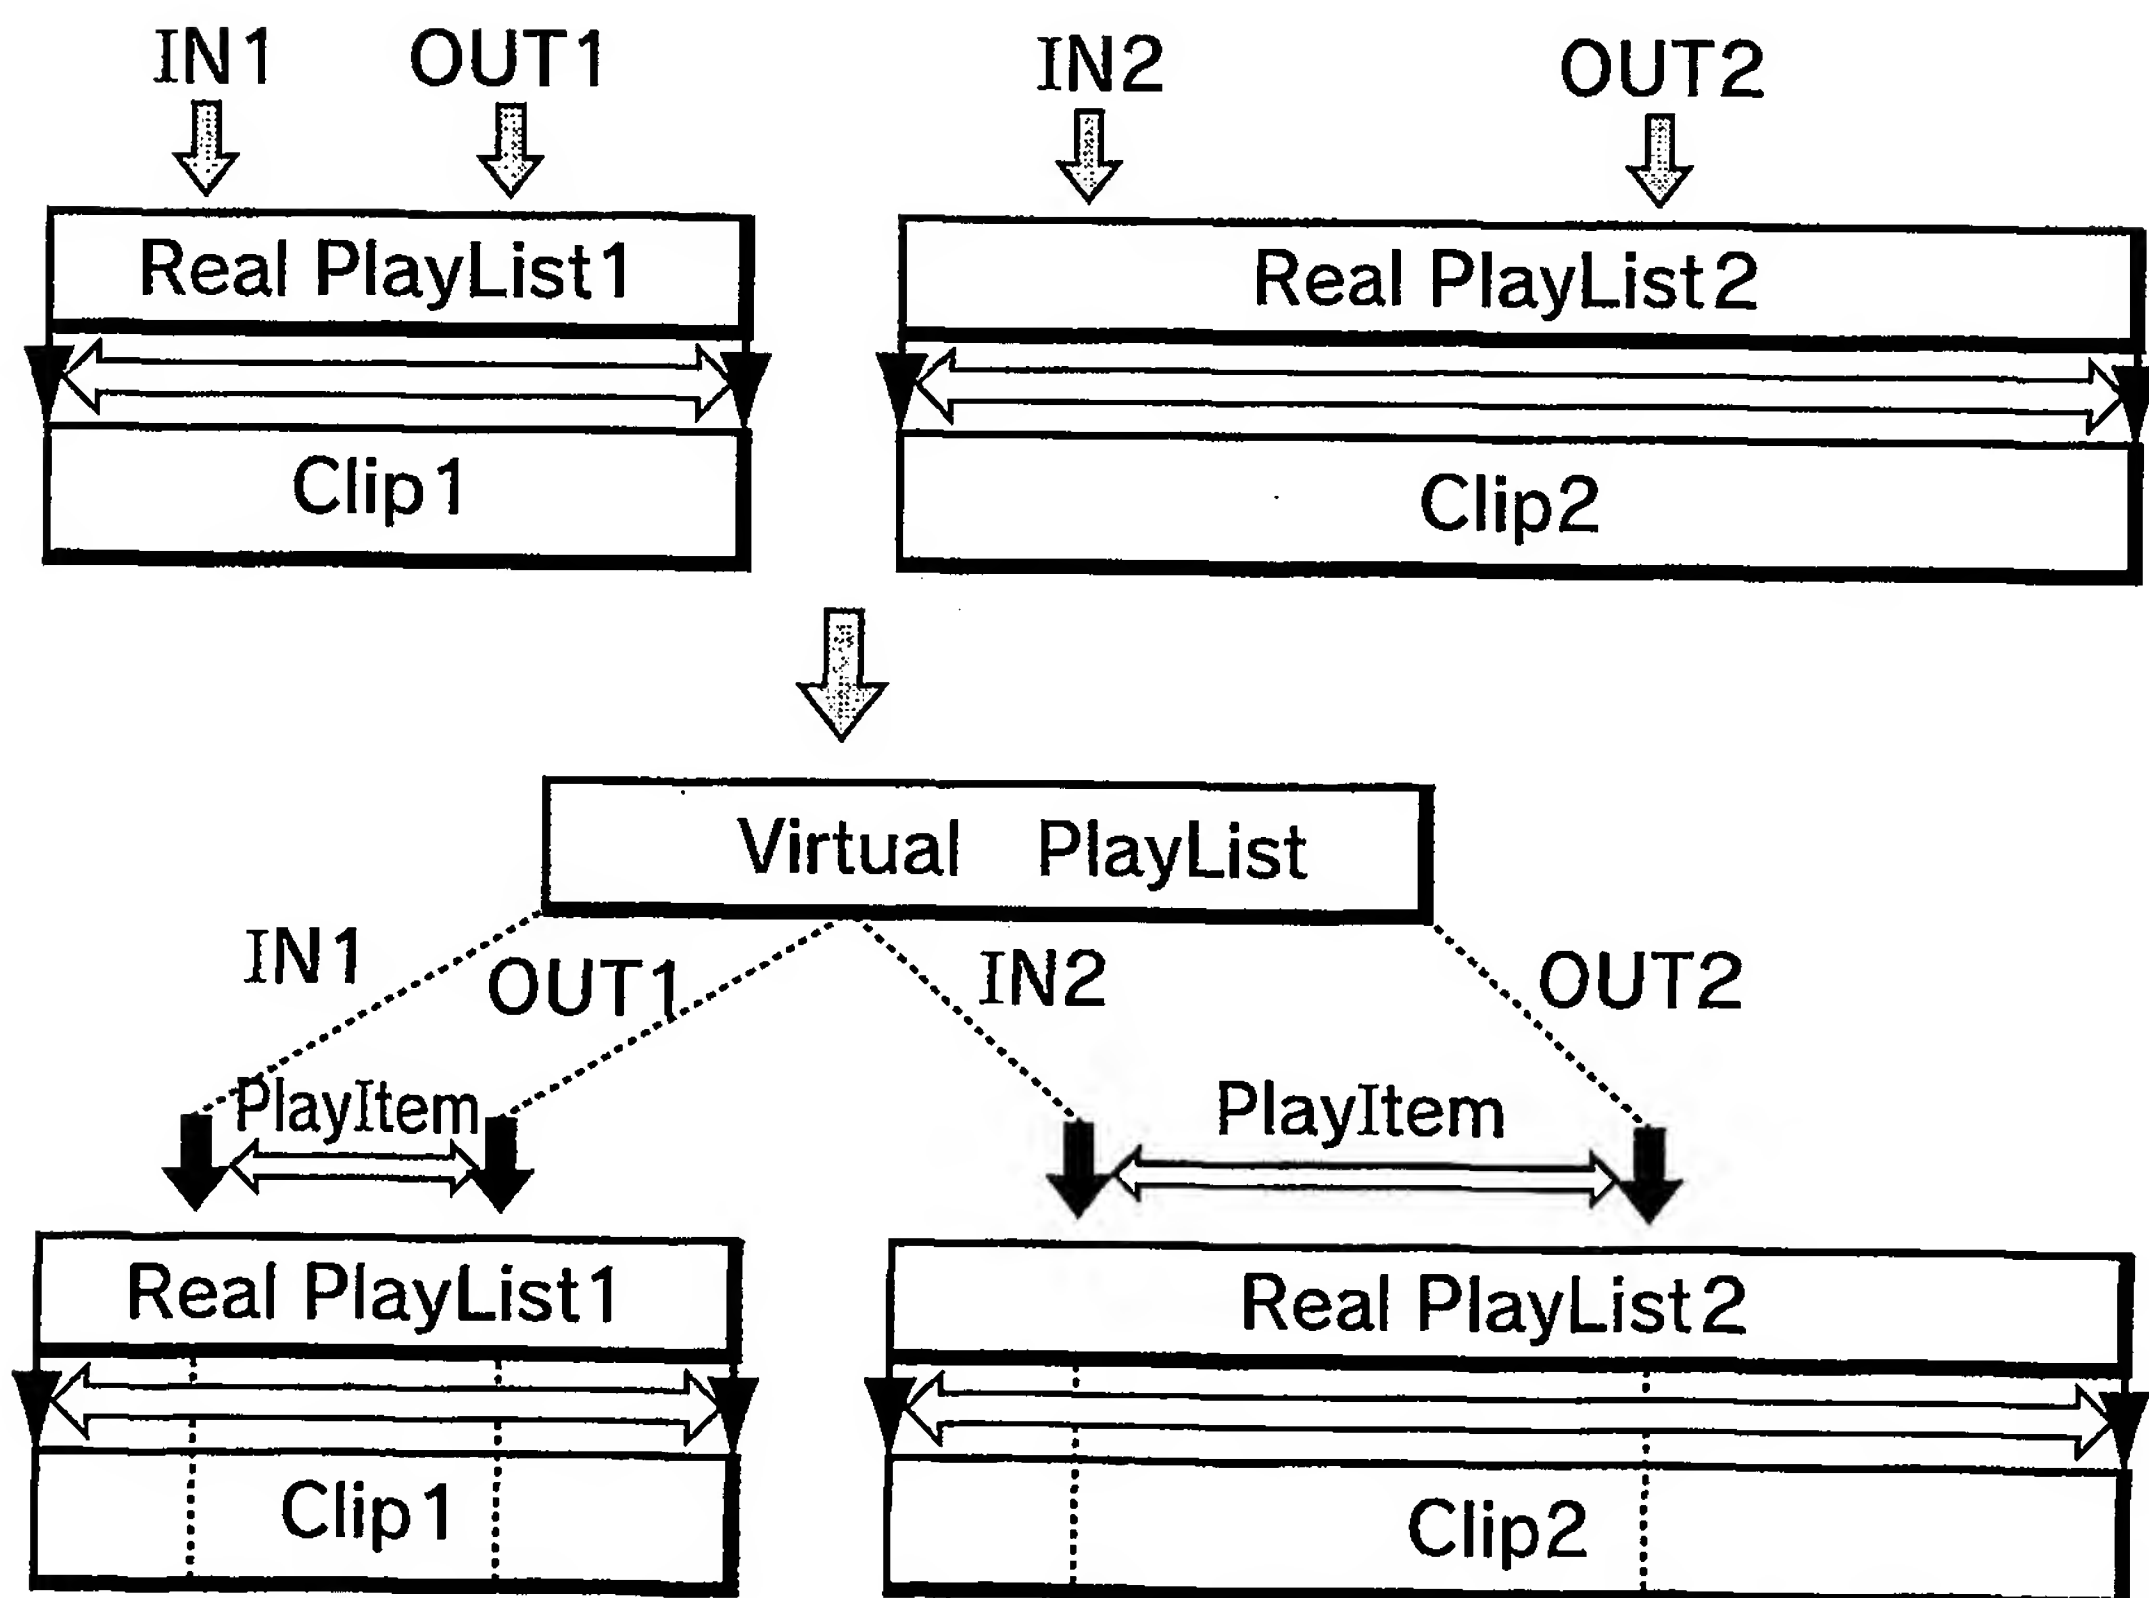 IN1 OUT1 IN2 OUT2
Real PlayList1 Real PlayList2
Clip1 Clip2
Virtual PlayList
IN1 OUT1 IN2 OUT2
PlayItem PlayItem
Real PlayList1 Real PlayList2
Clip1 Clip2